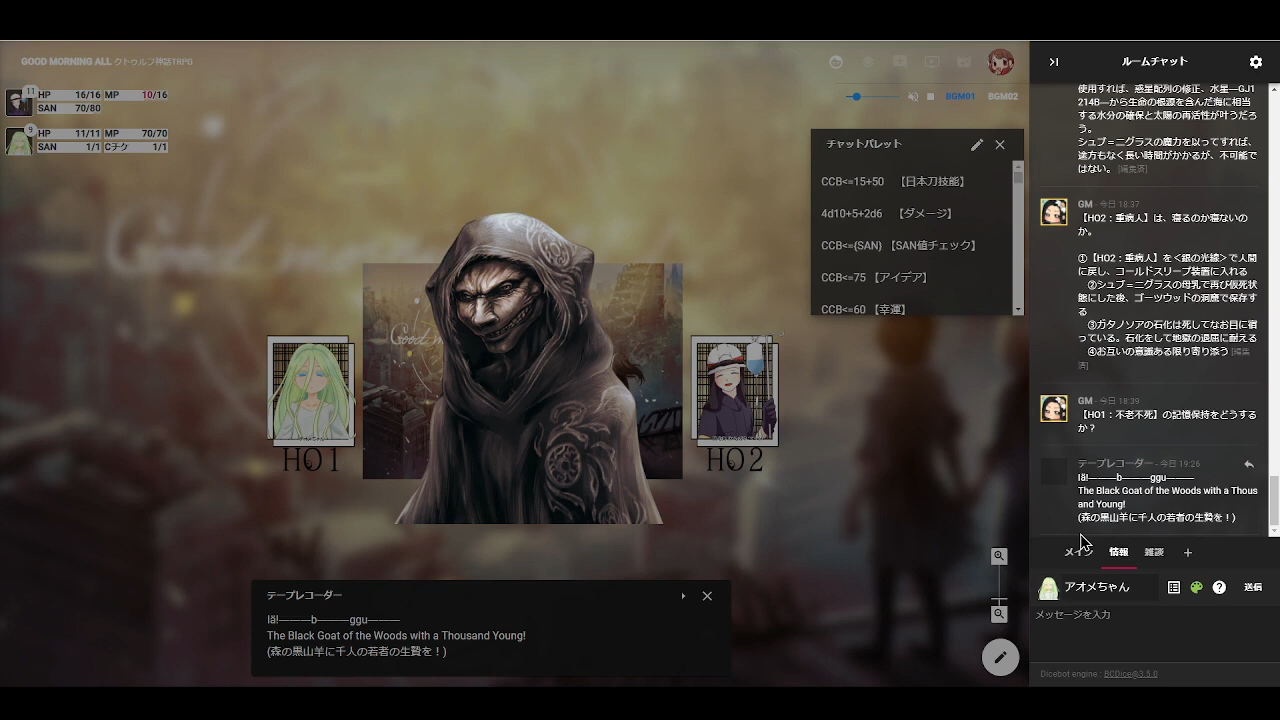 GOOD MORNING ALL クトゥルフ神話TRPG
11
HP 16/16 MP 10/16
SAN 70/80
9
HP 11/11 MP 70/70
SAN 1/1 Cチケ 1/1
BGM01 BGM02
チャットパレット
CCB<=15+50 【日本刀技能】
4d10+5+2d6 【ダメージ】
CCB<={SAN} 【SAN値チェック】
CCB<=75 【アイデア】
CCB<=60 【幸運】
HO1
HO2
テープレコーダー
Iä!―――b―――ggu―――
The Black Goat of the Woods with a Thousand Young!
(森の黒山羊に千人の若者の生贄を！)
ルームチャット
使用すれば、惑星配列の修正、水星―GJ1
214B―から生命の根源を含んだ海に相当
する水分の確保と太陽の再活性が叶うだろ
う。
シュブ=ニグラスの魔力を以ってすれば、
途方もなく長い時間がかかるが、不可能で
はない。 [編集済]
GM - 今日 18:37
【HO2：重病人】は、寝るのか寝ないの
か。
①【HO2：重病人】を＜銀の光線＞で人間
に戻し、コールドスリープ装置に入れる
②シュブ=ニグラスの母乳で再び仮死状
態にした後、ゴーツウッドの洞窟で保存す
る
③ガタノソアの石化は死してなお目に宿
っている。石化をして地獄の退屈に耐える
④お互いの意識ある限り寄り添う [編集
済]
GM - 今日 18:39
【HO1：不老不死】の記憶保持をどうする
か？
テープレコーダー - 今日 19:26
Iä!―――b―――ggu―――
The Black Goat of the Woods with a Thous
and Young!
(森の黒山羊に千人の若者の生贄を！)
メイン 情報 雑談
アオメちゃん
送信
メッセージを入力
Dicebot engine : BCDice@3.5.0